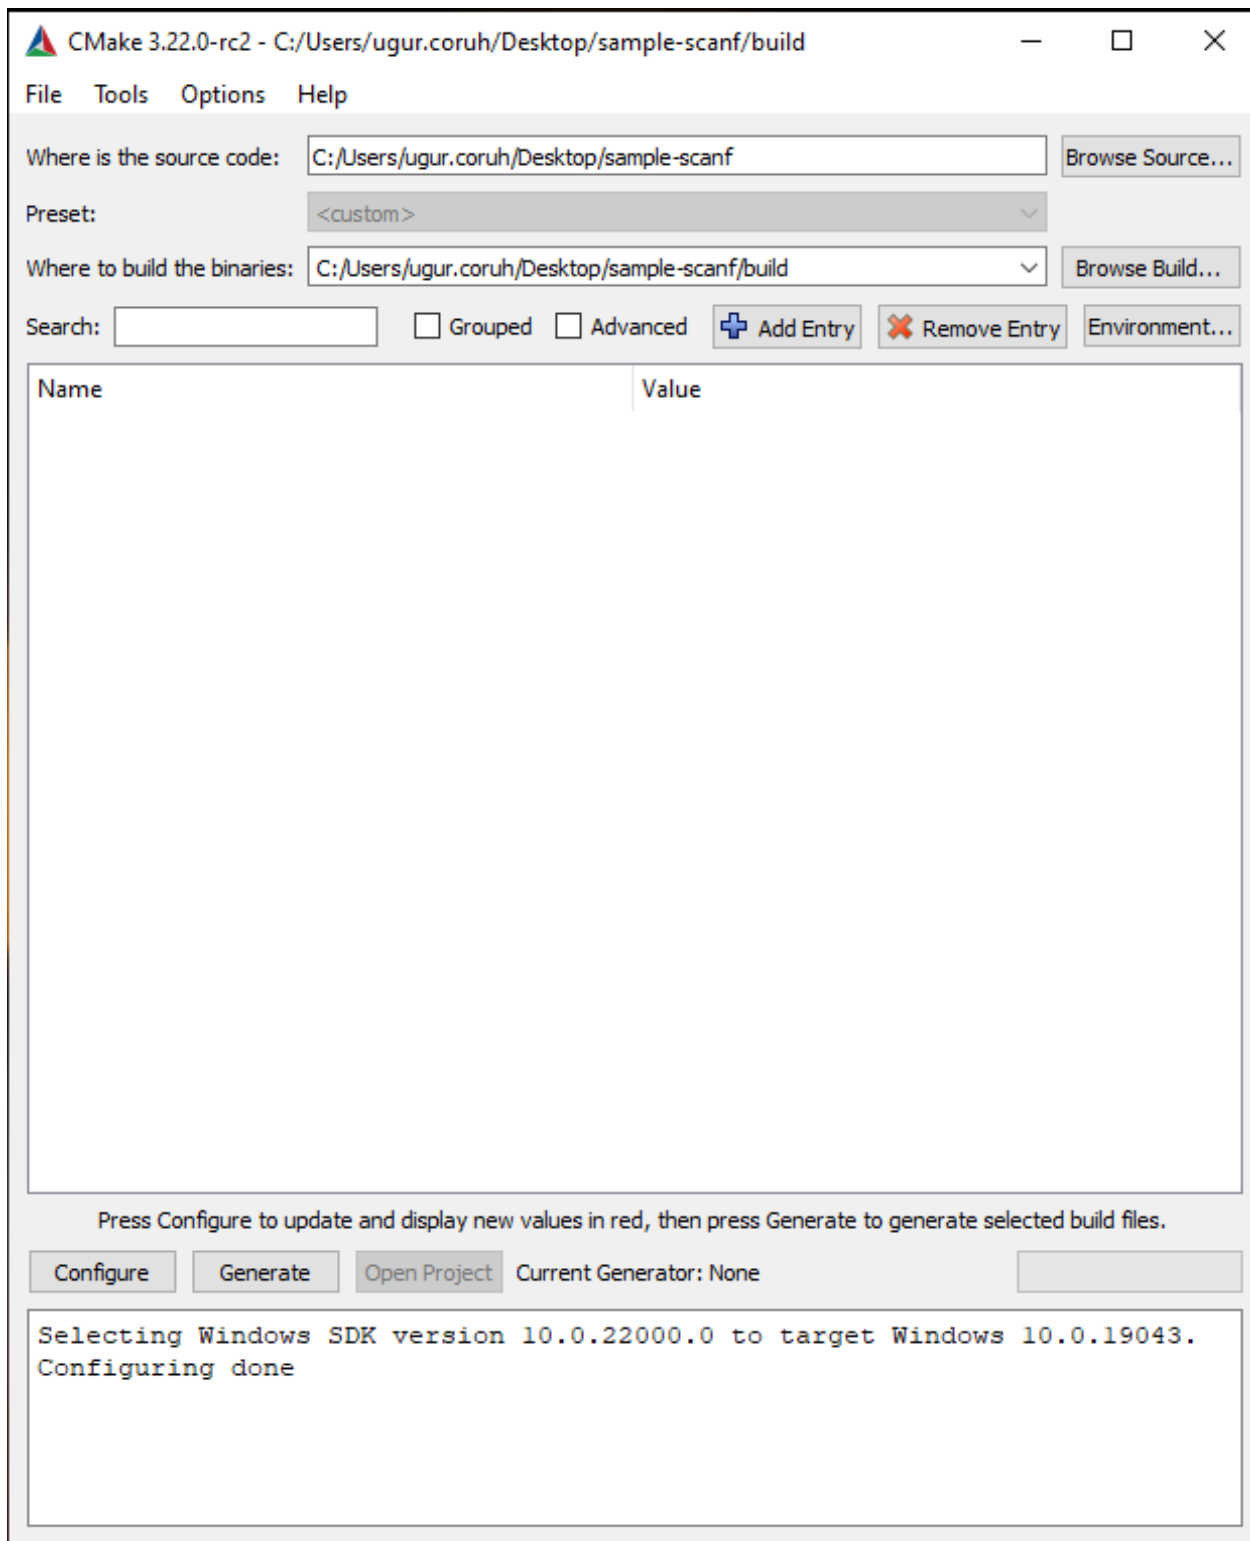 CMake 3.22.0-rc2 - C:/Users/ugur.coruh/Desktop/sample-scanf/build
File Tools Options Help
Where is the source code: C:/Users/ugur.coruh/Desktop/sample-scanf Browse Source...
Preset: <custom>
Where to build the binaries: C:/Users/ugur.coruh/Desktop/sample-scanf/build Browse Build...
Search: Grouped Advanced Add Entry Remove Entry Environment...
Name Value
Press Configure to update and display new values in red, then press Generate to generate selected build files.
Configure Generate Open Project Current Generator: None
Selecting Windows SDK version 10.0.22000.0 to target Windows 10.0.19043.
Configuring done